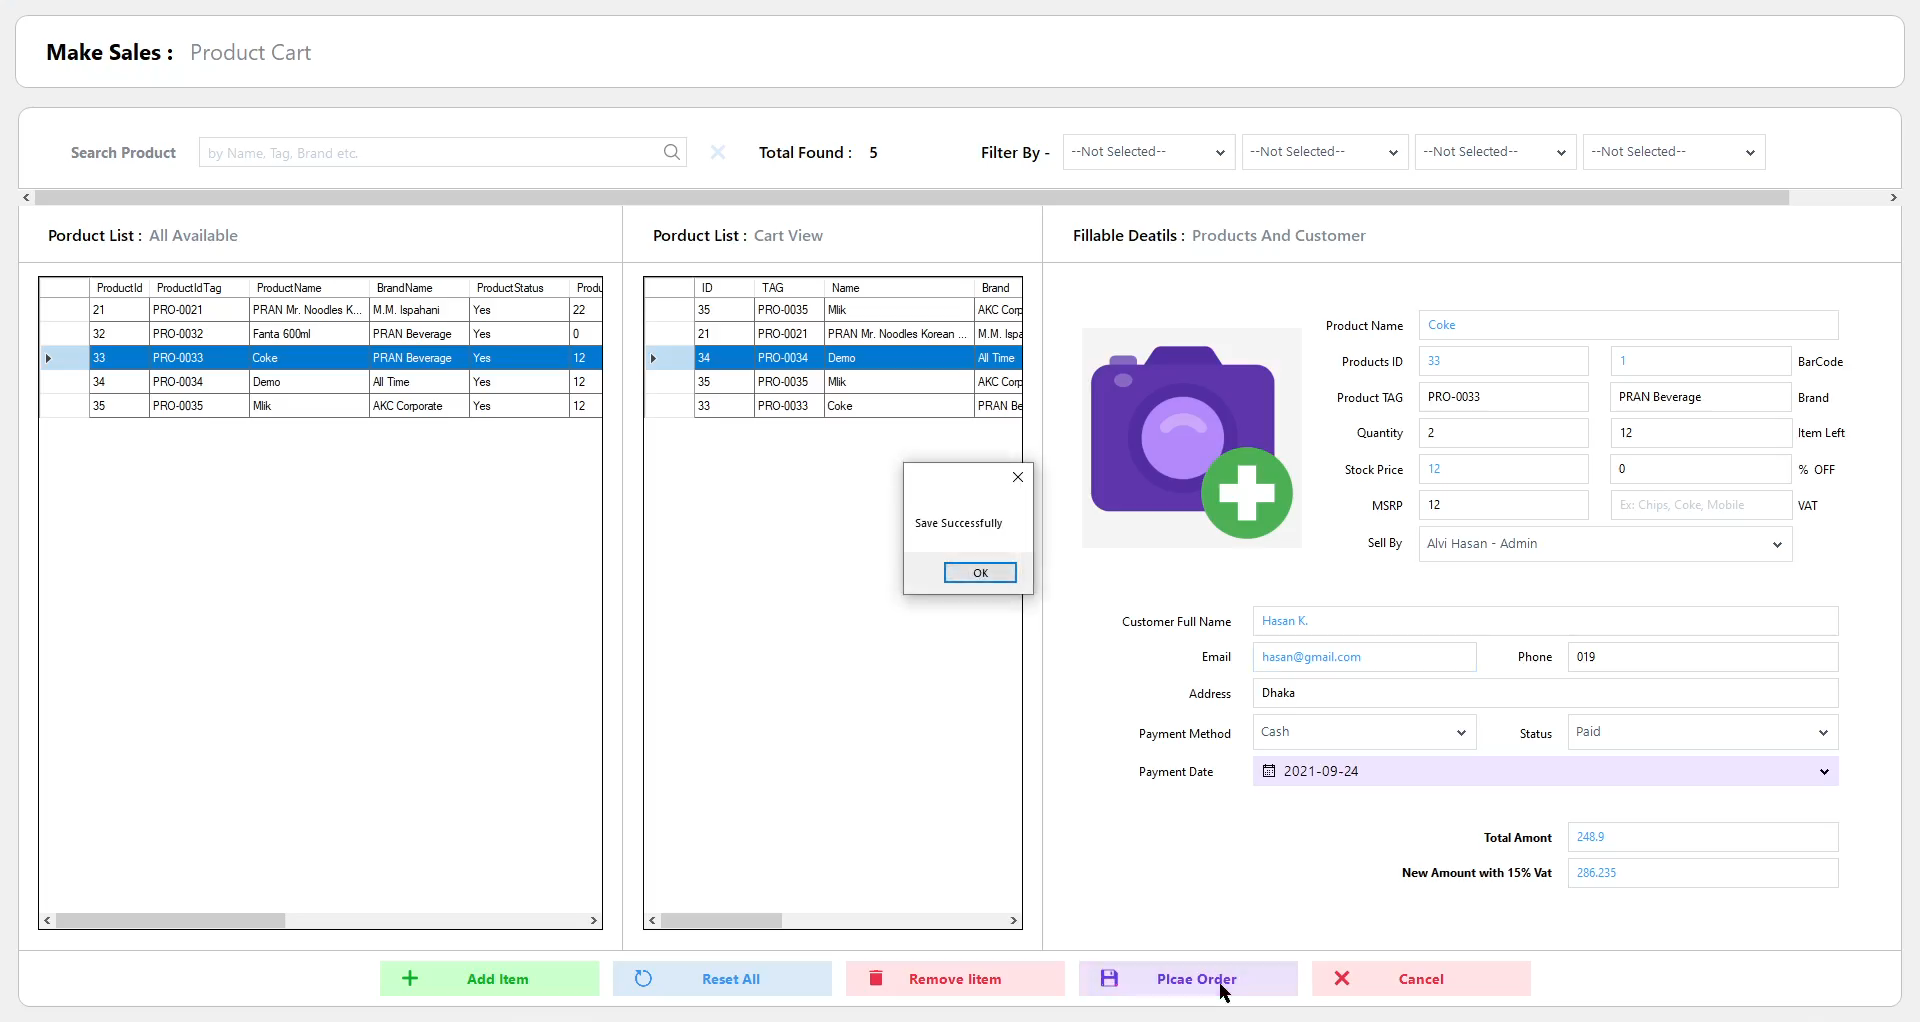 Make Sales : Product Cart
Search Product by Name, Tag, Brand etc. Total Found : 5 Filter By - --Not Selected-- --Not Selected-- --Not Selected-- --Not Selected--
Porduct List : All Available
ProductId ProductIdTag ProductName BrandName ProductStatus Produ
21 PRO-0021 PRAN Mr. Noodles K... M.M. Ispahani Yes 22
32 PRO-0032 Fanta 600ml PRAN Beverage Yes 0
33 PRO-0033 Coke PRAN Beverage Yes 12
34 PRO-0034 Demo All Time Yes 12
35 PRO-0035 Mlik AKC Corporate Yes 12
Porduct List : Cart View
ID TAG Name Brand
35 PRO-0035 Mlik AKC Corp
21 PRO-0021 PRAN Mr. Noodles Korean ... M.M. Ispa
34 PRO-0034 Demo All Time
35 PRO-0035 Mlik AKC Corp
33 PRO-0033 Coke PRAN Be
Save Successfully
OK
Fillable Deatils : Products And Customer
Product Name Coke
Products ID 33 1 BarCode
Product TAG PRO-0033 PRAN Beverage Brand
Quantity 2 12 Item Left
Stock Price 12 0 % OFF
MSRP 12 Ex: Chips, Coke, Mobile VAT
Sell By Alvi Hasan - Admin
Customer Full Name Hasan K.
Email hasan@gmail.com Phone 019
Address Dhaka
Payment Method Cash Status Paid
Payment Date 2021-09-24
Total Amont 248.9
New Amount with 15% Vat 286.235
Add Item Reset All Remove Iitem Plcae Order Cancel